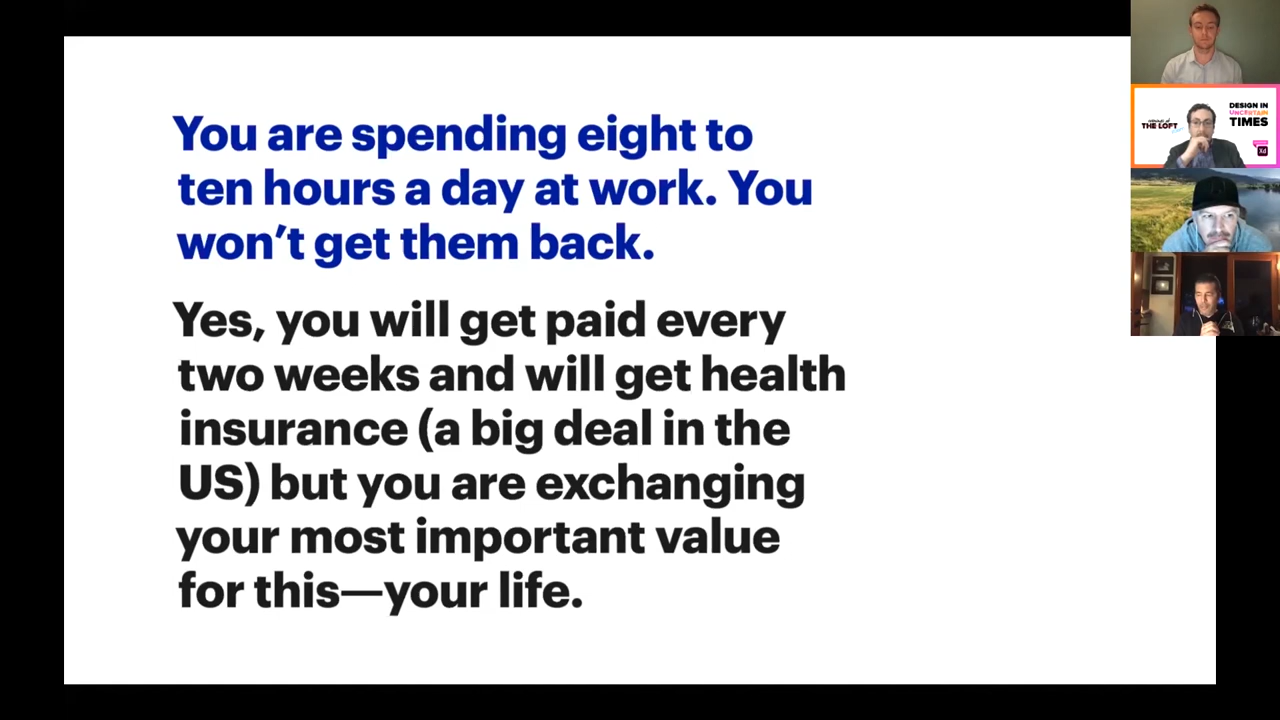 You are spending eight to
ten hours a day at work. You
won’t get them back.
Yes, you will get paid every
two weeks and will get health
insurance (a big deal in the
US) but you are exchanging
your most important value
for this—your life.
THE LOFT
DESIGN IN
UNCERTAIN
TIMES
Xd